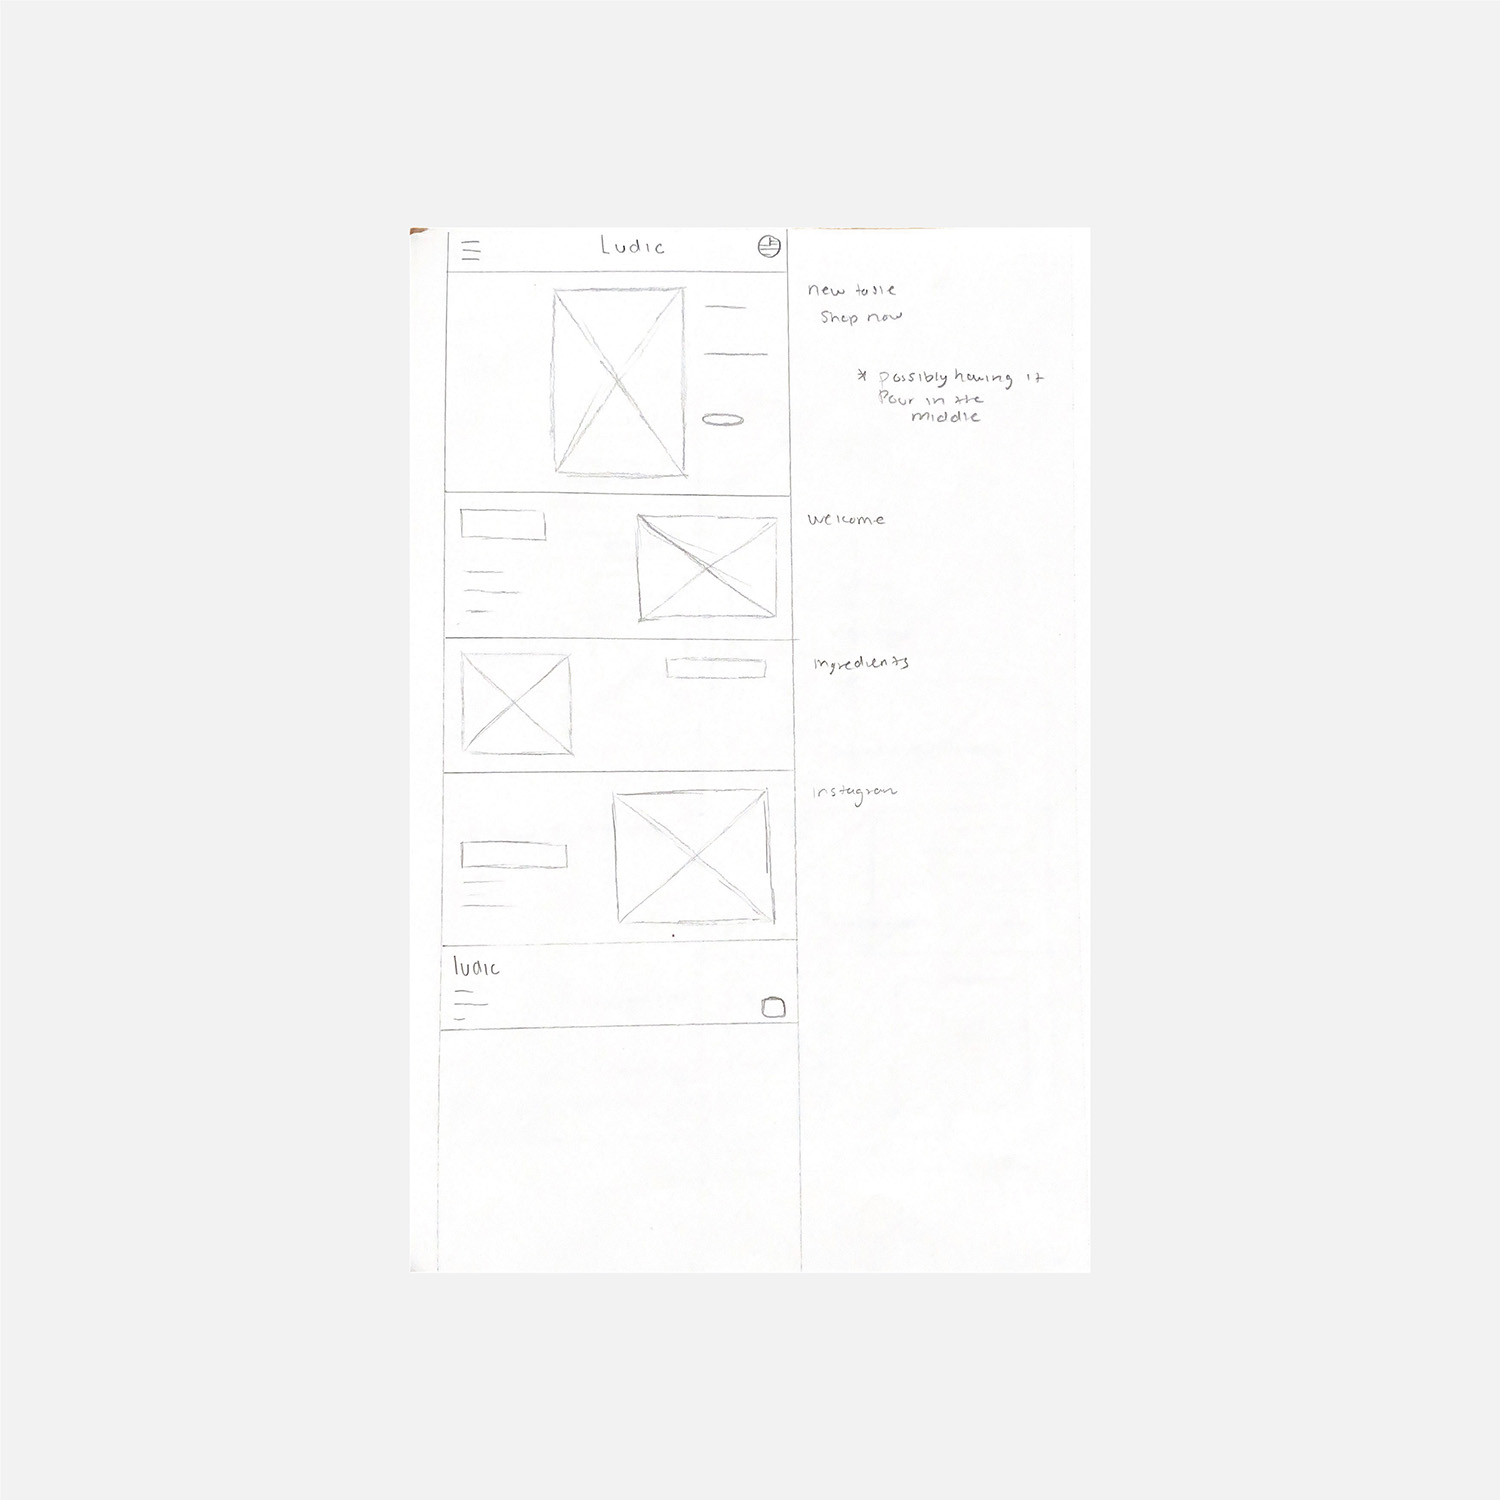 Ludic
new taste
Shop now
* possibly having it
Pour in the
middle
welcome
ingredients
instagram
ludic